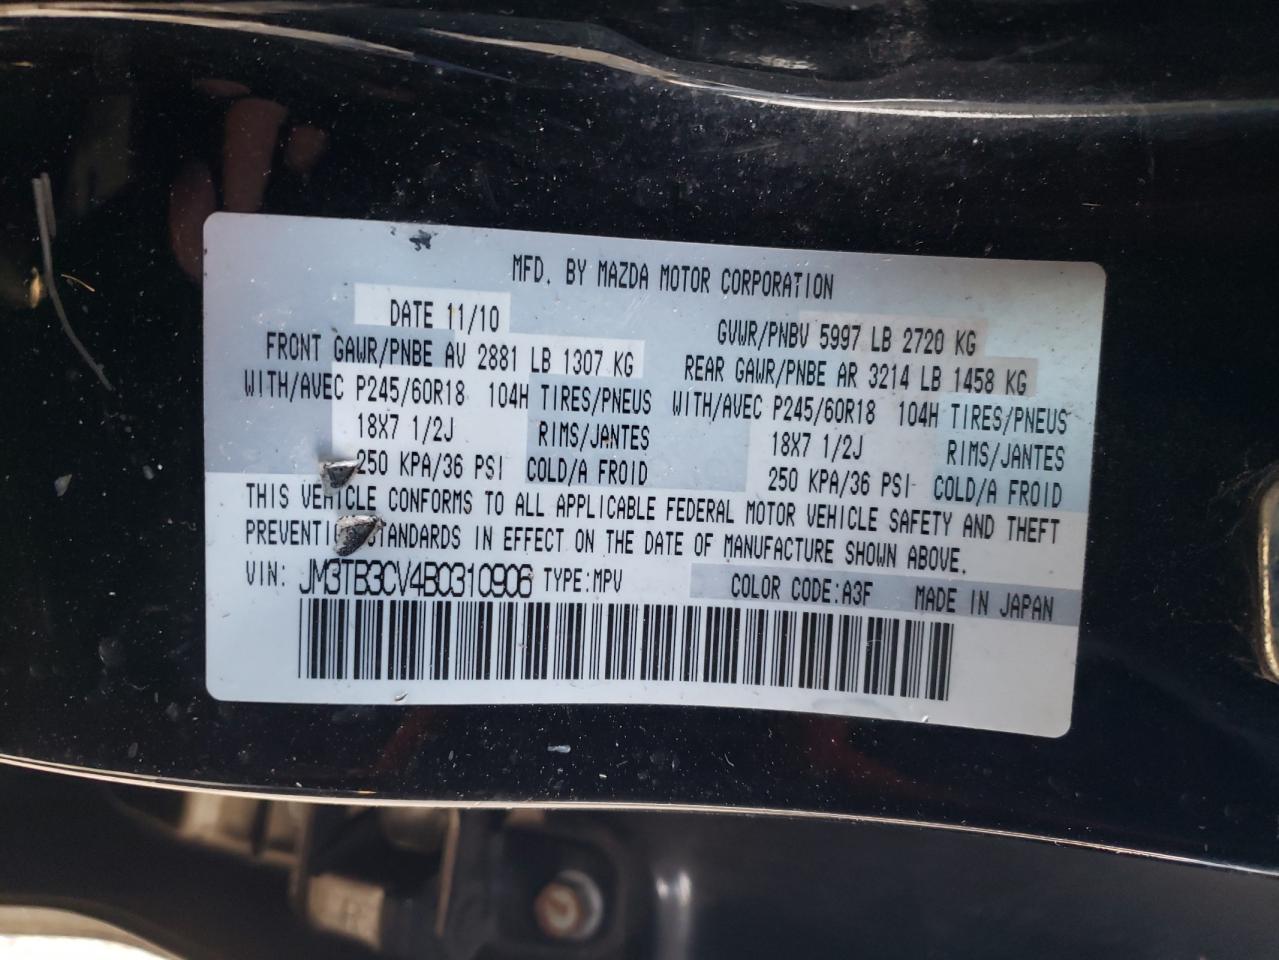 MFD. BY MAZDA MOTOR CORPORATION
DATE 11/10 GVWR/PNBV 5997 LB 2720 KG
FRONT GAWR/PNBE AV 2881 LB 1307 KG REAR GAWR/PNBE AR 3214 LB 1458 KG
WITH/AVEC P245/60R18 104H TIRES/PNEUS WITH/AVEC P245/60R18 104H TIRES/PNEUS
18X7 1/2J RIMS/JANTES 18X7 1/2J RIMS/JANTES
250 KPA/36 PSI COLD/A FROID 250 KPA/36 PSI COLD/A FROID
THIS VEHICLE CONFORMS TO ALL APPLICABLE FEDERAL MOTOR VEHICLE SAFETY AND THEFT
PREVENTION STANDARDS IN EFFECT ON THE DATE OF MANUFACTURE SHOWN ABOVE.
VIN: JM3TB3CV4B0310906 TYPE:MPV COLOR CODE:A3F MADE IN JAPAN